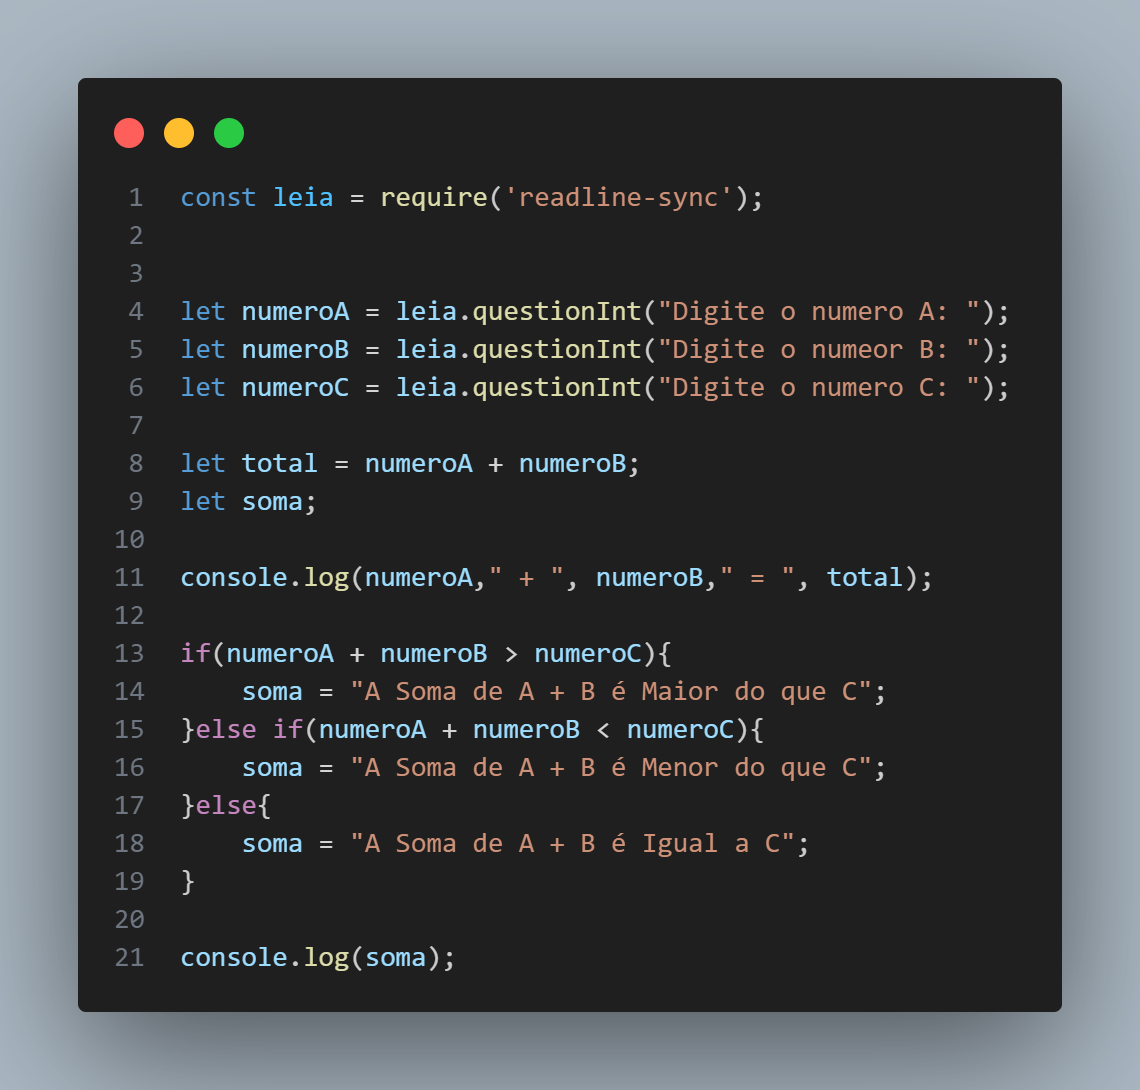 1 const leia = require('readline-sync');
2
3
4 let numeroA = leia.questionInt("Digite o numero A: ");
5 let numeroB = leia.questionInt("Digite o numeor B: ");
6 let numeroC = leia.questionInt("Digite o numero C: ");
7
8 let total = numeroA + numeroB;
9 let soma;
10
11 console.log(numeroA," + ", numeroB," = ", total);
12
13 if(numeroA + numeroB > numeroC){
14     soma = "A Soma de A + B é Maior do que C";
15 }else if(numeroA + numeroB < numeroC){
16     soma = "A Soma de A + B é Menor do que C";
17 }else{
18     soma = "A Soma de A + B é Igual a C";
19 }
20
21 console.log(soma);